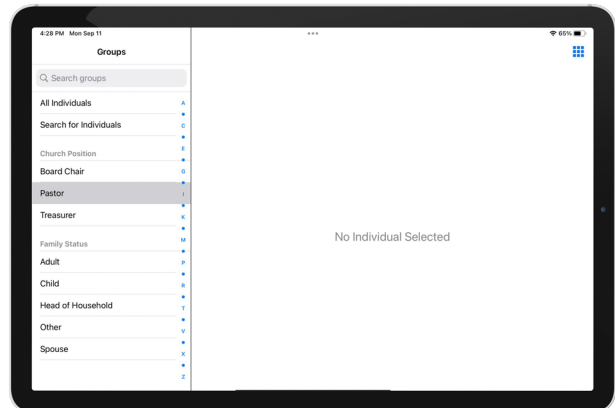 4:28 PM Mon Sep 11
65%
Groups
Search groups
All Individuals
Search for Individuals
Church Position
Board Chair
Pastor
Treasurer
Family Status
Adult
Child
Head of Household
Other
Spouse
A
C
E
G
I
K
M
P
R
T
V
X
Z
No Individual Selected